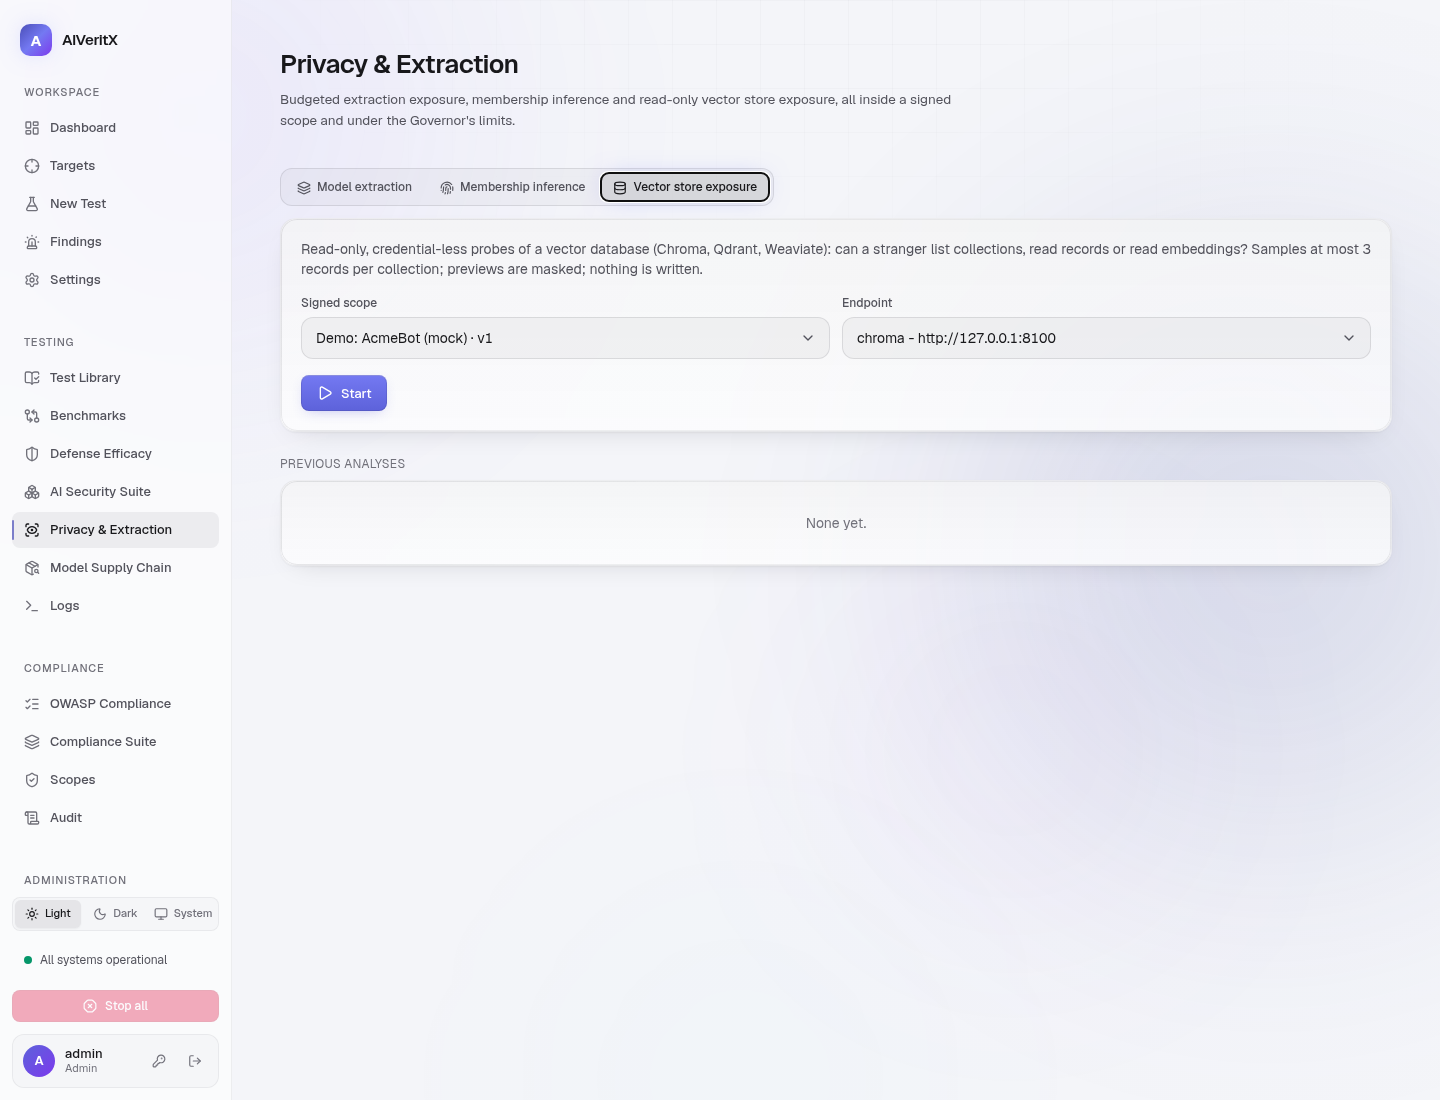 A
AIVeritX
WORKSPACE
Dashboard
Targets
New Test
Findings
Settings
TESTING
Test Library
Benchmarks
Defense Efficacy
AI Security Suite
Privacy & Extraction
Model Supply Chain
Logs
COMPLIANCE
OWASP Compliance
Compliance Suite
Scopes
Audit
ADMINISTRATION
Light Dark System
All systems operational
Stop all
A
admin
Admin
Privacy & Extraction
Budgeted extraction exposure, membership inference and read-only vector store exposure, all inside a signed
scope and under the Governor's limits.
Model extraction Membership inference Vector store exposure
Read-only, credential-less probes of a vector database (Chroma, Qdrant, Weaviate): can a stranger list collections, read records or read embeddings? Samples at most 3
records per collection; previews are masked; nothing is written.
Signed scope Endpoint
Demo: AcmeBot (mock) · v1 chroma - http://127.0.0.1:8100
Start
PREVIOUS ANALYSES
None yet.